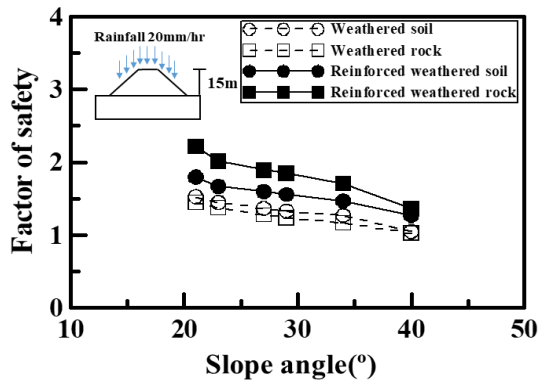 4
3
2
1
0
Factor of safety
Rainfall 20mm/hr
15m
Weathered soil
Weathered rock
Reinforced weathered soil
Reinforced weathered rock
10 20 30 40 50
Slope angle(º)